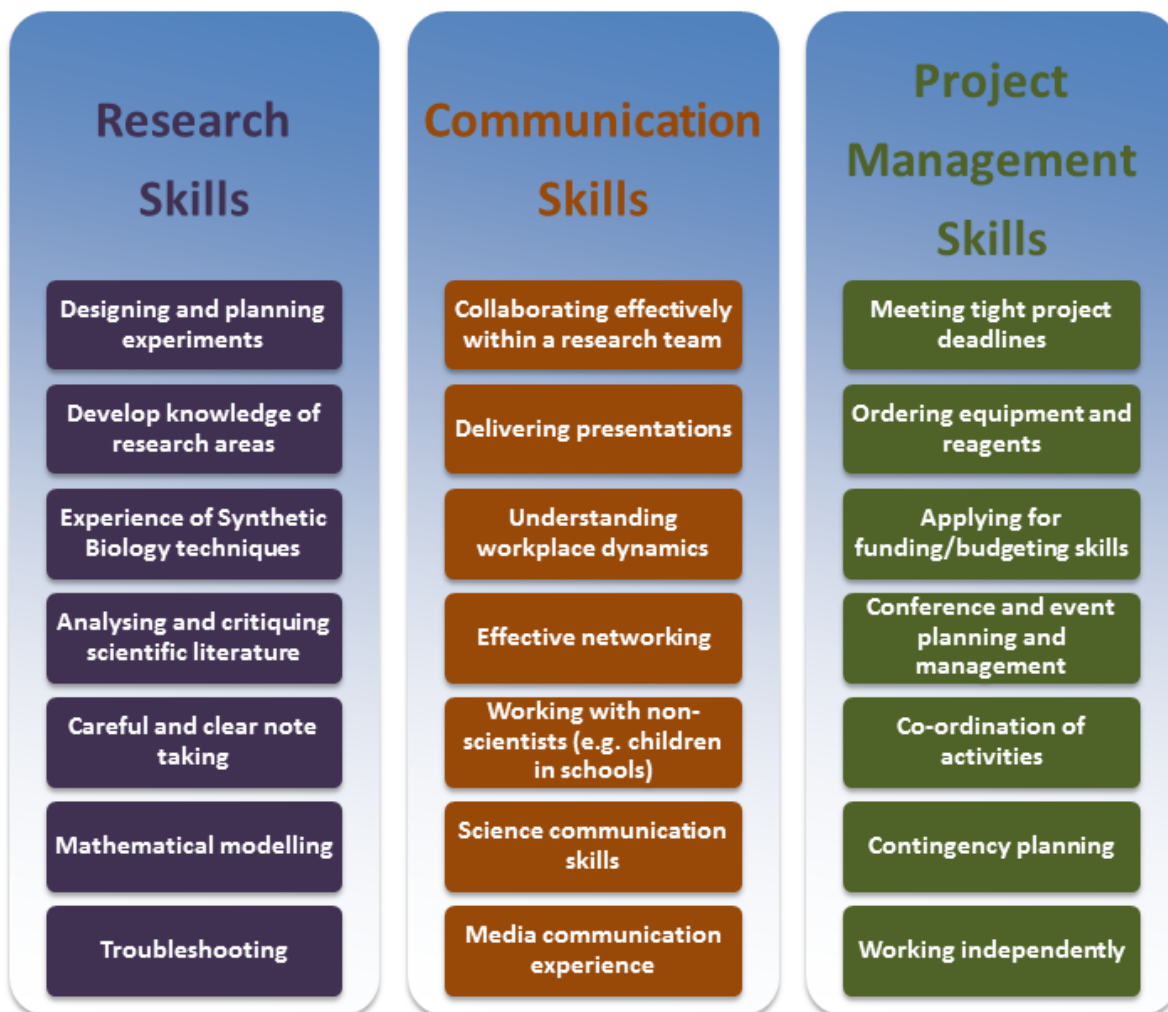 Research
Skills
Designing and planning
experiments
Develop knowledge of
research areas
Experience of Synthetic
Biology techniques
Analysing and critiquing
scientific literature
Careful and clear note
taking
Mathematical modelling
Troubleshooting
Communication
Skills
Collaborating effectively
within a research team
Delivering presentations
Understanding
workplace dynamics
Effective networking
Working with non-
scientists (e.g. children
in schools)
Science communication
skills
Media communication
experience
Project
Management
Skills
Meeting tight project
deadlines
Ordering equipment and
reagents
Applying for
funding/budgeting skills
Conference and event
planning and
management
Co-ordination of
activities
Contingency planning
Working independently